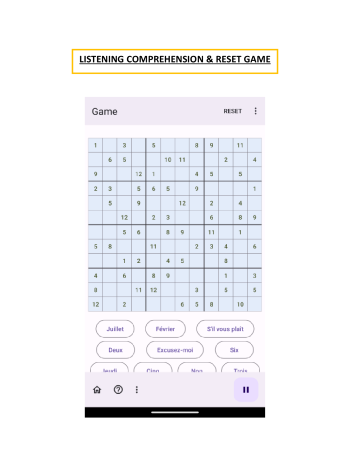 LISTENING COMPREHENSION & RESET GAME
Game RESET
1 3 5 8 9 11
6 5 10 11 2 4
9 12 1 4 5 5
2 3 5 6 5 9 1
5 9 12 2 4
12 2 3 6 8 9
5 6 8 9 11 1
5 8 11 2 3 4 6
1 2 4 5 8
4 6 8 9 1 3
8 11 12 3 5 5
12 2 6 5 8 10
Juillet Février S'il vous plaît
Deux Excusez-moi Six
Jeudi Cinq Non Trois